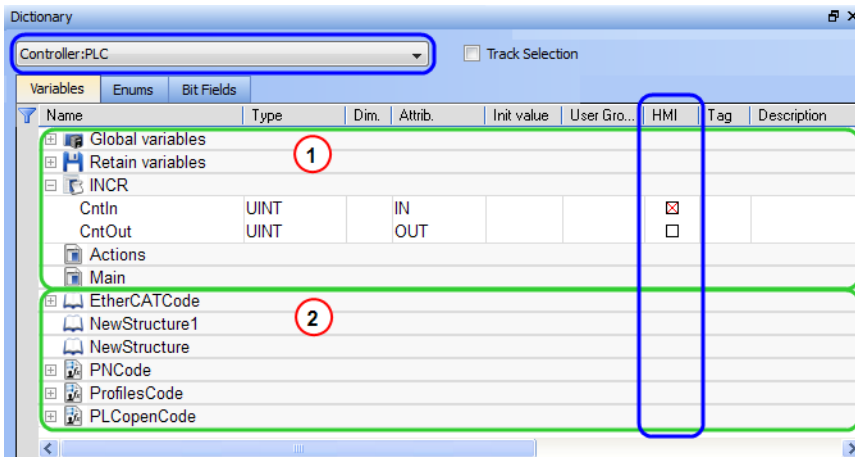 Dictionary
Controller:PLC
Track Selection
Variables Enums Bit Fields
Name Type Dim. Attrib. Init value User Gro... HMI Tag Description
Global variables
1
Retain variables
INCR
CntIn UINT IN
CntOut UINT OUT
Actions
Main
EtherCATCode
2
NewStructure1
NewStructure
PNCode
ProfilesCode
PLCopenCode